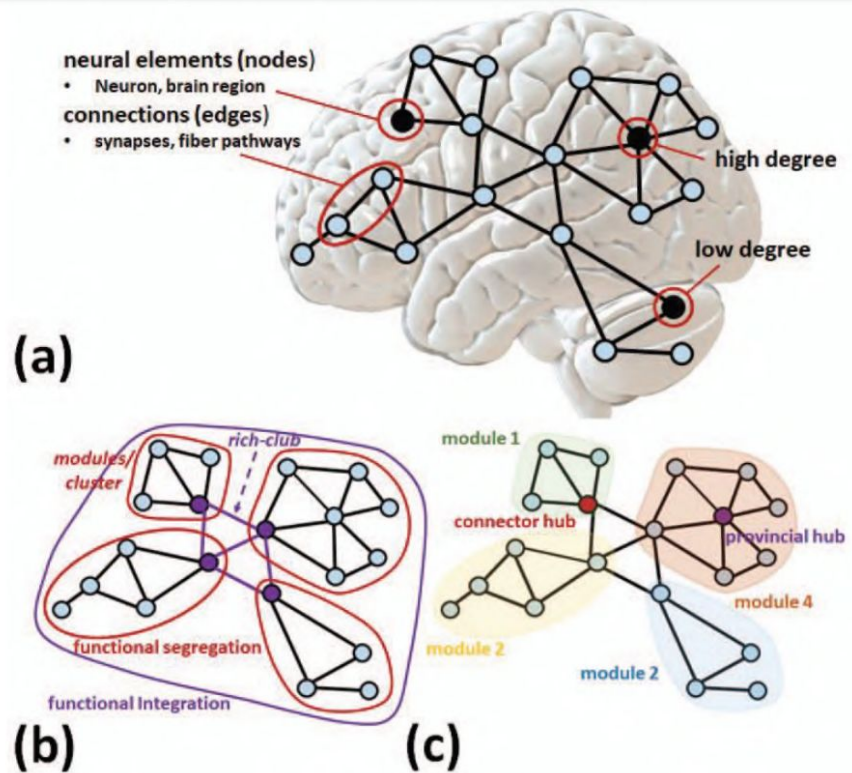 neural elements (nodes)
• Neuron, brain region
connections (edges)
• synapses, fiber pathways
high degree
low degree
(a)
rich-club
modules/
cluster
functional segregation
functional Integration
(b)
module 1
connector hub
provincial hub
module 4
module 2
module 2
(c)